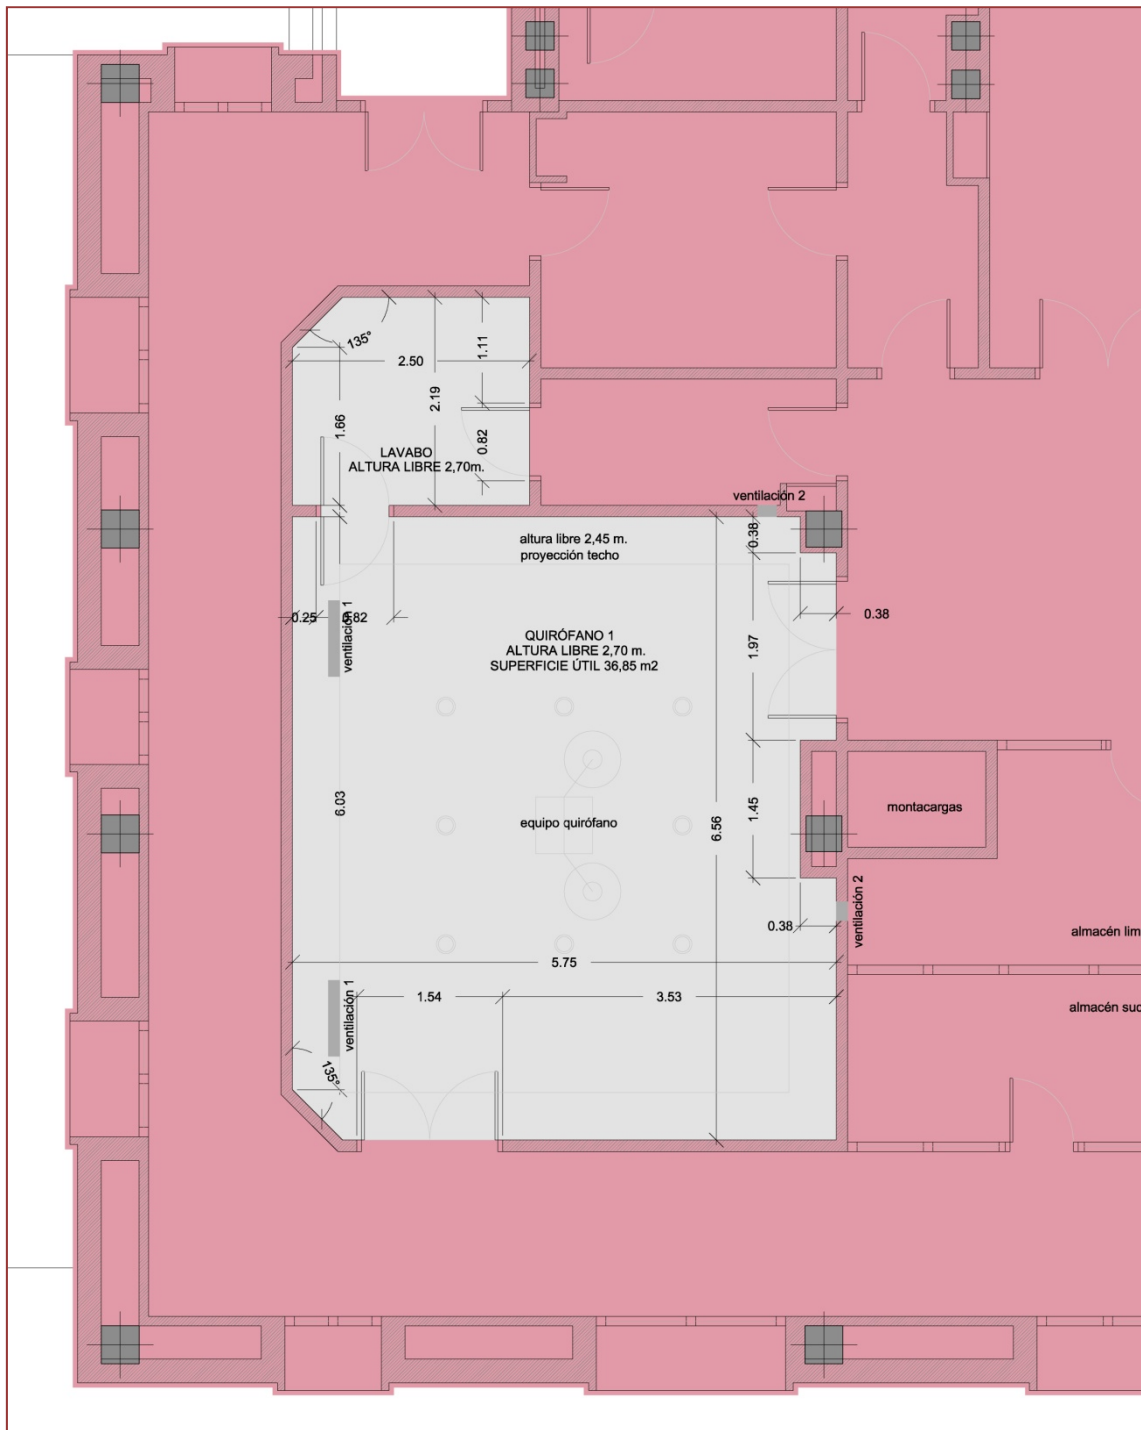 135°
2.50
1.11
2.19
1.66
0.82
LAVABO
ALTURA LIBRE 2,70m.
ventilación 2
altura libre 2,45 m.
proyección techo
0.38
0.25
0.82
ventilación 1
0.38
QUIRÓFANO 1
ALTURA LIBRE 2,70 m.
SUPERFICIE ÚTIL 36,85 m2
1.97
6.03
equipo quirófano
6.56
1.45
montacargas
0.38
ventilación 2
almacén lim
5.75
1.54
3.53
ventilación 1
almacén suc
135°